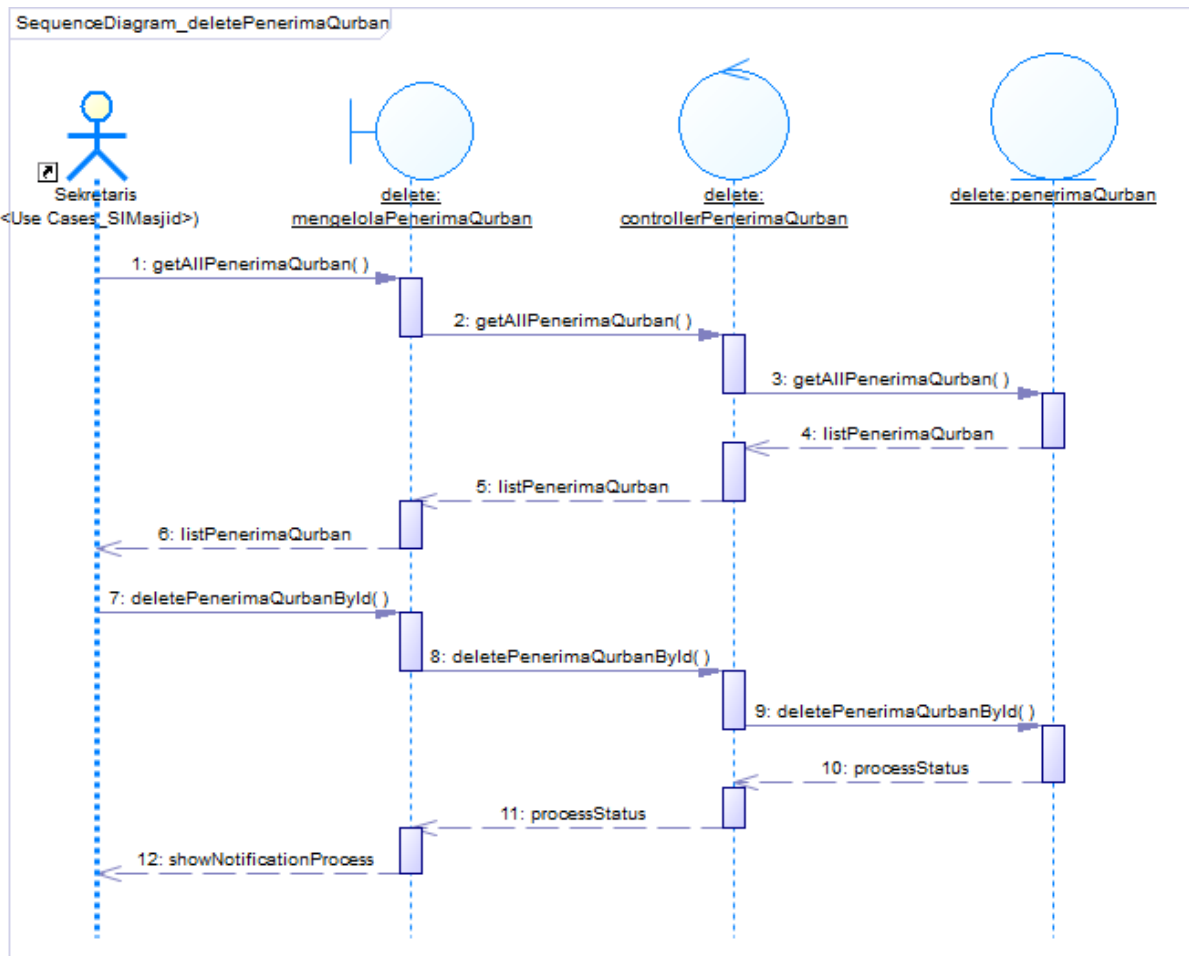 SequenceDiagram_deletePenerimaQurban
Sekretaris
<Use Cases_SIMasjid>)
delete:
mengelolaPenerimaQurban
delete:
controllerPenerimaQurban
delete:penerimaQurban
1: getAllPenerimaQurban( )
2: getAllPenerimaQurban( )
3: getAllPenerimaQurban( )
4: listPenerimaQurban
5: listPenerimaQurban
6: listPenerimaQurban
7: deletePenerimaQurbanById( )
8: deletePenerimaQurbanById( )
9: deletePenerimaQurbanById( )
10: processStatus
11: processStatus
12: showNotificationProcess